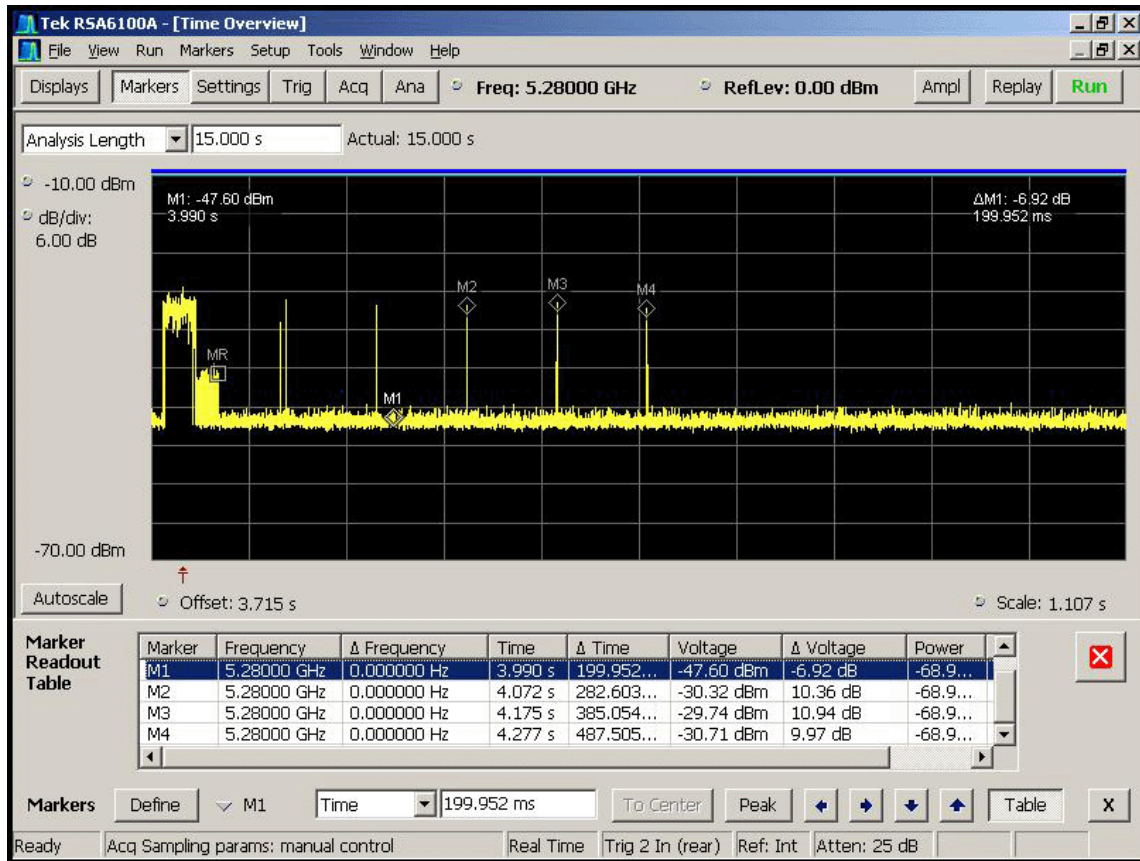 Tek RSA6100A - [Time Overview]
File View Run Markers Setup Tools Window Help
Displays Markers Settings Trig Acq Ana Freq: 5.28000 GHz RefLev: 0.00 dBm Ampl Replay Run
Analysis Length 15.000 s Actual: 15.000 s
-10.00 dBm
dB/div:
6.00 dB
M1: -47.60 dBm
3.990 s
ΔM1: -6.92 dB
199.952 ms
M2 M3 M4
MR
M1
-70.00 dBm
Autoscale Offset: 3.715 s Scale: 1.107 s
Marker
Readout
Table
Marker Frequency Δ Frequency Time Δ Time Voltage Δ Voltage Power
M1 5.28000 GHz 0.000000 Hz 3.990 s 199.952... -47.60 dBm -6.92 dB -68.9...
M2 5.28000 GHz 0.000000 Hz 4.072 s 282.603... -30.32 dBm 10.36 dB -68.9...
M3 5.28000 GHz 0.000000 Hz 4.175 s 385.054... -29.74 dBm 10.94 dB -68.9...
M4 5.28000 GHz 0.000000 Hz 4.277 s 487.505... -30.71 dBm 9.97 dB -68.9...
Markers Define M1 Time 199.952 ms To Center Peak Table X
Ready Acq Sampling params: manual control Real Time Trig 2 In (rear) Ref: Int Atten: 25 dB